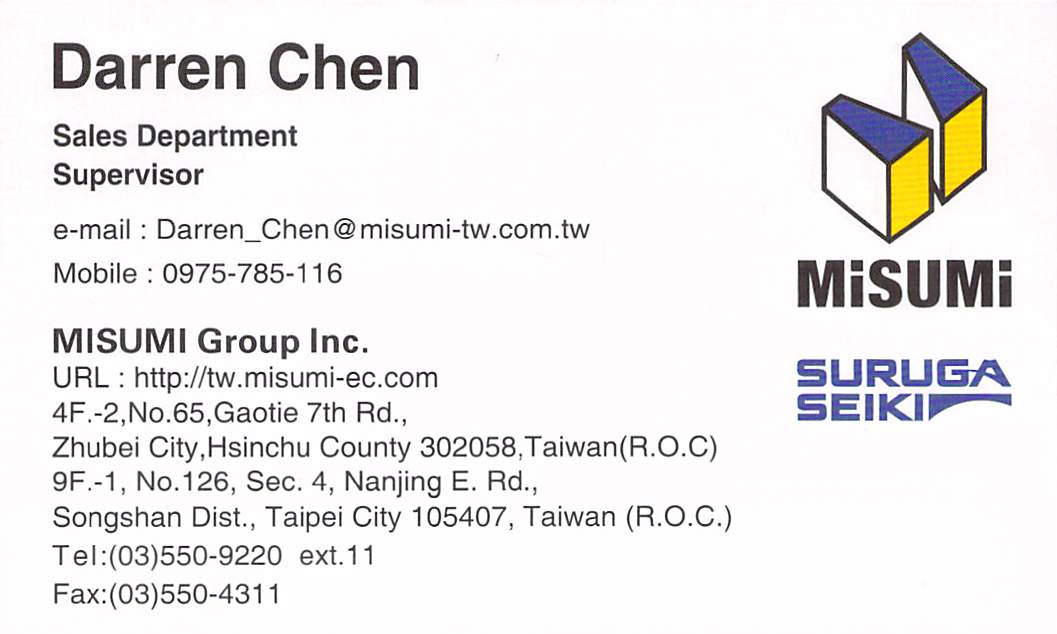 Darren Chen
Sales Department
Supervisor
e-mail : Darren_Chen@misumi-tw.com.tw
Mobile : 0975-785-116
MISUMI Group Inc.
URL : http://tw.misumi-ec.com
4F.-2,No.65,Gaotie 7th Rd.,
Zhubei City,Hsinchu County 302058,Taiwan(R.O.C)
9F.-1, No.126, Sec. 4, Nanjing E. Rd.,
Songshan Dist., Taipei City 105407, Taiwan (R.O.C.)
Tel:(03)550-9220 ext.11
Fax:(03)550-4311
MiSUMi
SURUGA
SEIKI